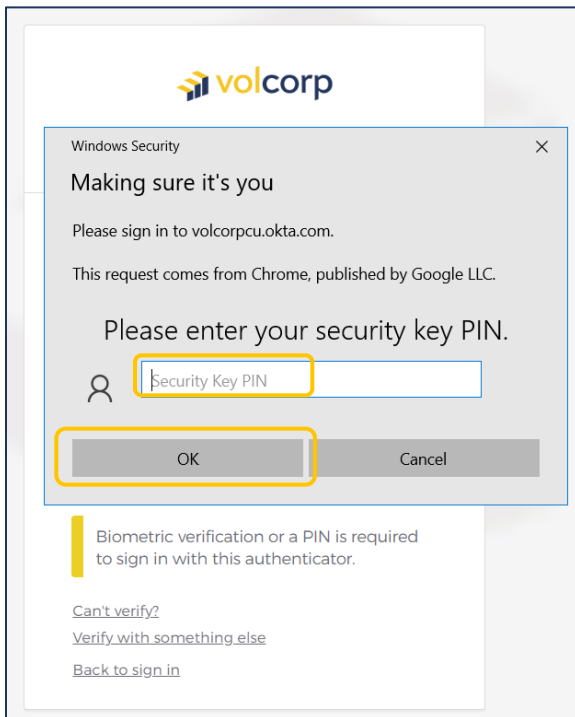 volcorp
Windows Security
Making sure it's you
Please sign in to volcorpcu.okta.com.
This request comes from Chrome, published by Google LLC.
Please enter your security key PIN.
Security Key PIN
OK
Cancel
Biometric verification or a PIN is required
to sign in with this authenticator.
Can't verify?
Verify with something else
Back to sign in